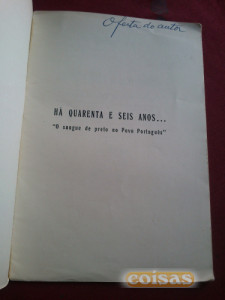 Oferta do autor
HÁ QUARENTA E SEIS ANOS...
"O sangue do preto no Povo Português"
coisas